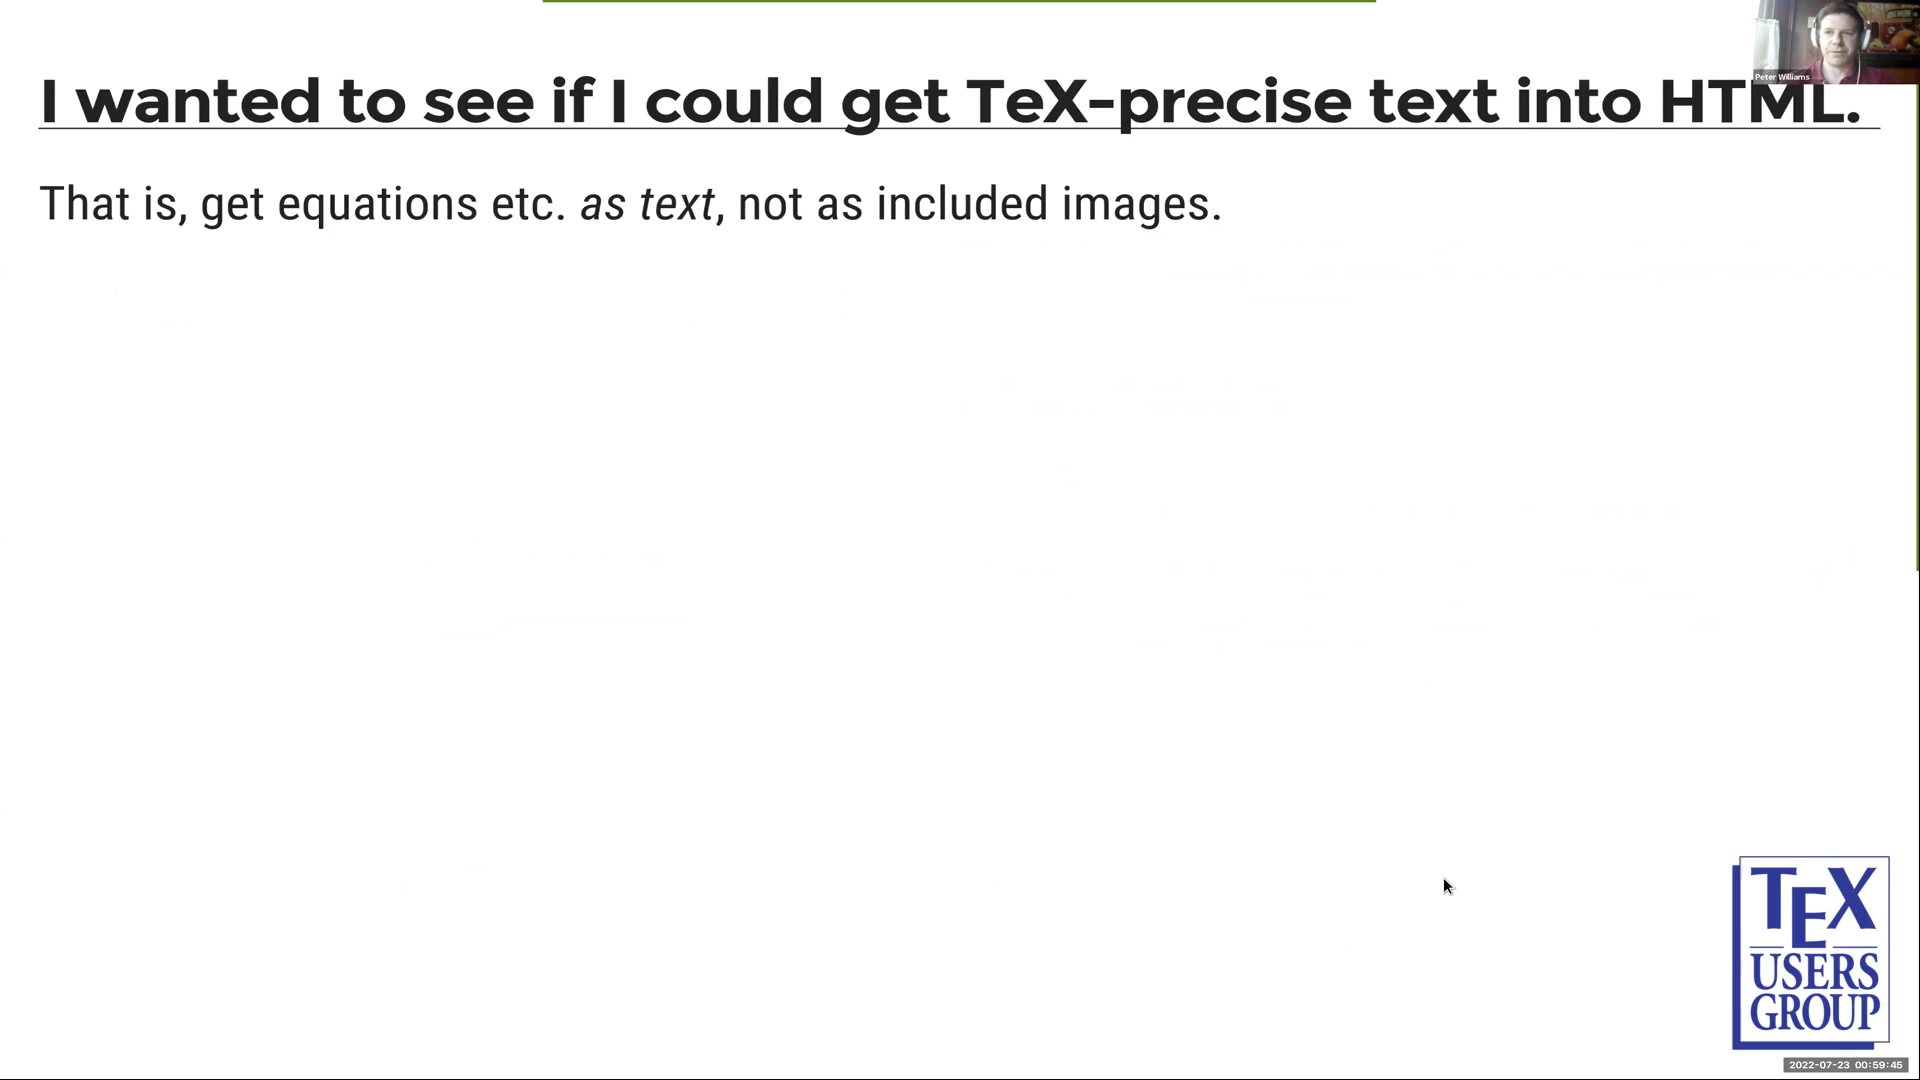 Peter Williams
I wanted to see if I could get TeX-precise text into HTML.
That is, get equations etc. as text, not as included images.
TEX
USERS
GROUP
2022-07-23 00:59:45